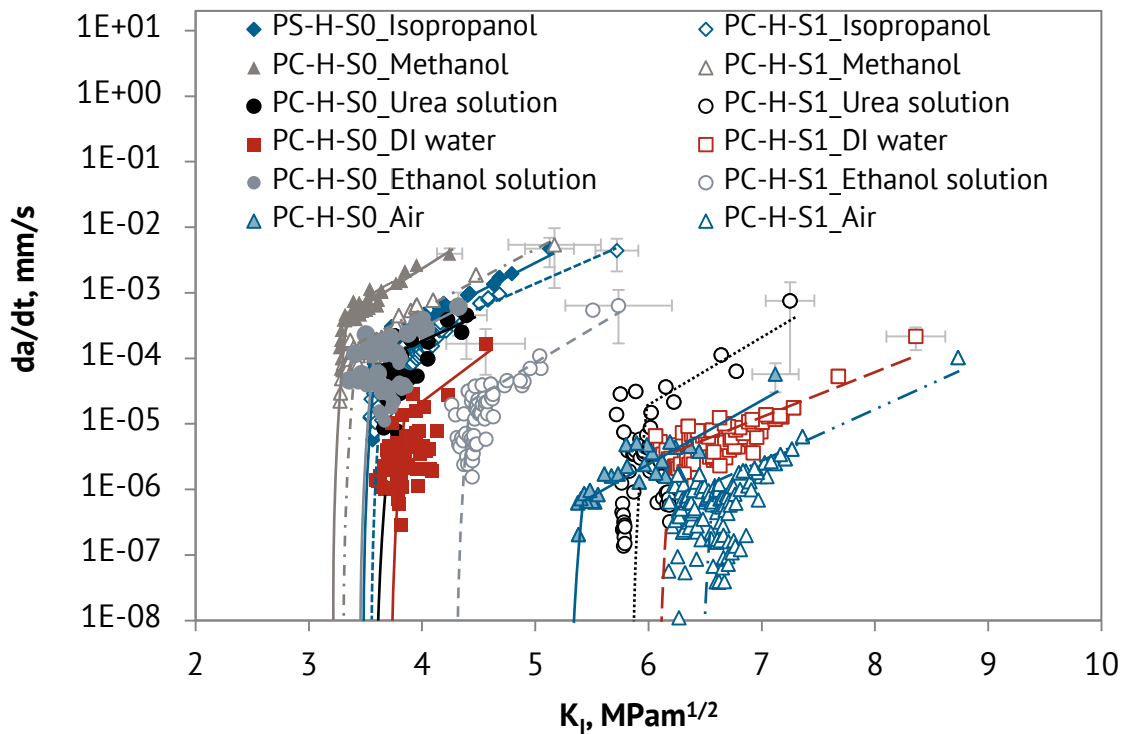 1E+01
1E+00
1E-01
1E-02
1E-03
1E-04
1E-05
1E-06
1E-07
1E-08
da/dt, mm/s
PS-H-S0_Isopropanol
PC-H-S0_Methanol
PC-H-S0_Urea solution
PC-H-S0_DI water
PC-H-S0_Ethanol solution
PC-H-S0_Air
PC-H-S1_Isopropanol
PC-H-S1_Methanol
PC-H-S1_Urea solution
PC-H-S1_DI water
PC-H-S1_Ethanol solution
PC-H-S1_Air
2 3 4 5 6 7 8 9 10
K_I, MPam^1/2